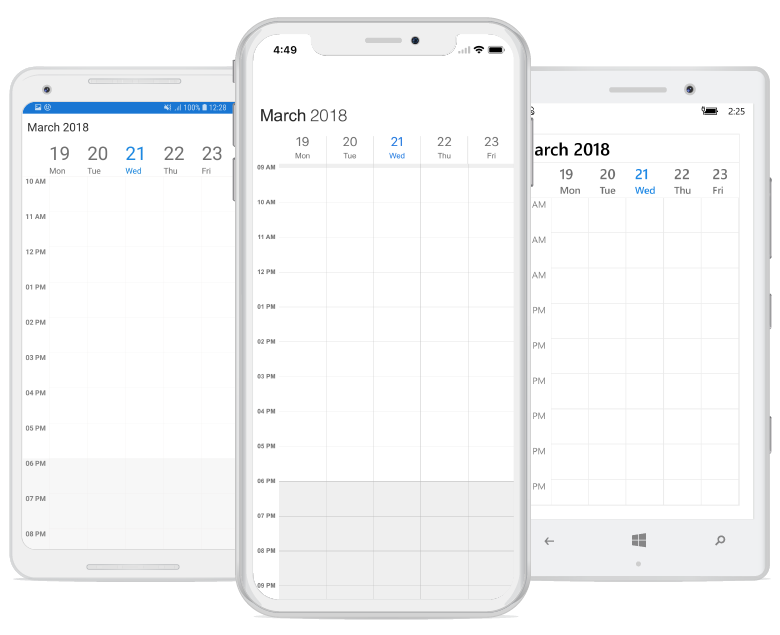 100% 12:28
March 2018
19 20 21 22 23
Mon Tue Wed Thu Fri
10 AM
11 AM
12 PM
01 PM
02 PM
03 PM
04 PM
05 PM
06 PM
07 PM
08 PM
4:49
March 2018
19 20 21 22 23
Mon Tue Wed Thu Fri
09 AM
10 AM
11 AM
12 PM
01 PM
02 PM
03 PM
04 PM
05 PM
06 PM
07 PM
08 PM
09 PM
2:25
arch 2018
19 20 21 22 23
Mon Tue Wed Thu Fri
AM
AM
AM
PM
PM
PM
PM
PM
PM